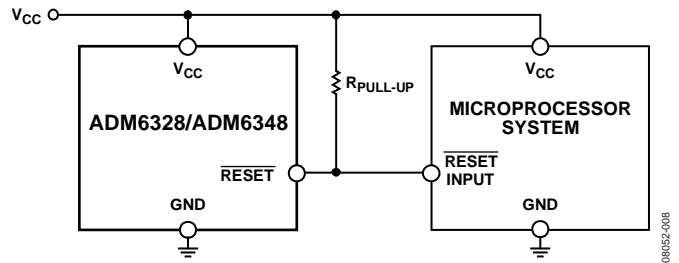 VCC
VCC
RPULL-UP
VCC
ADM6328/ADM6348
MICROPROCESSOR
SYSTEM
RESET
RESET
INPUT
GND
GND
08052-008